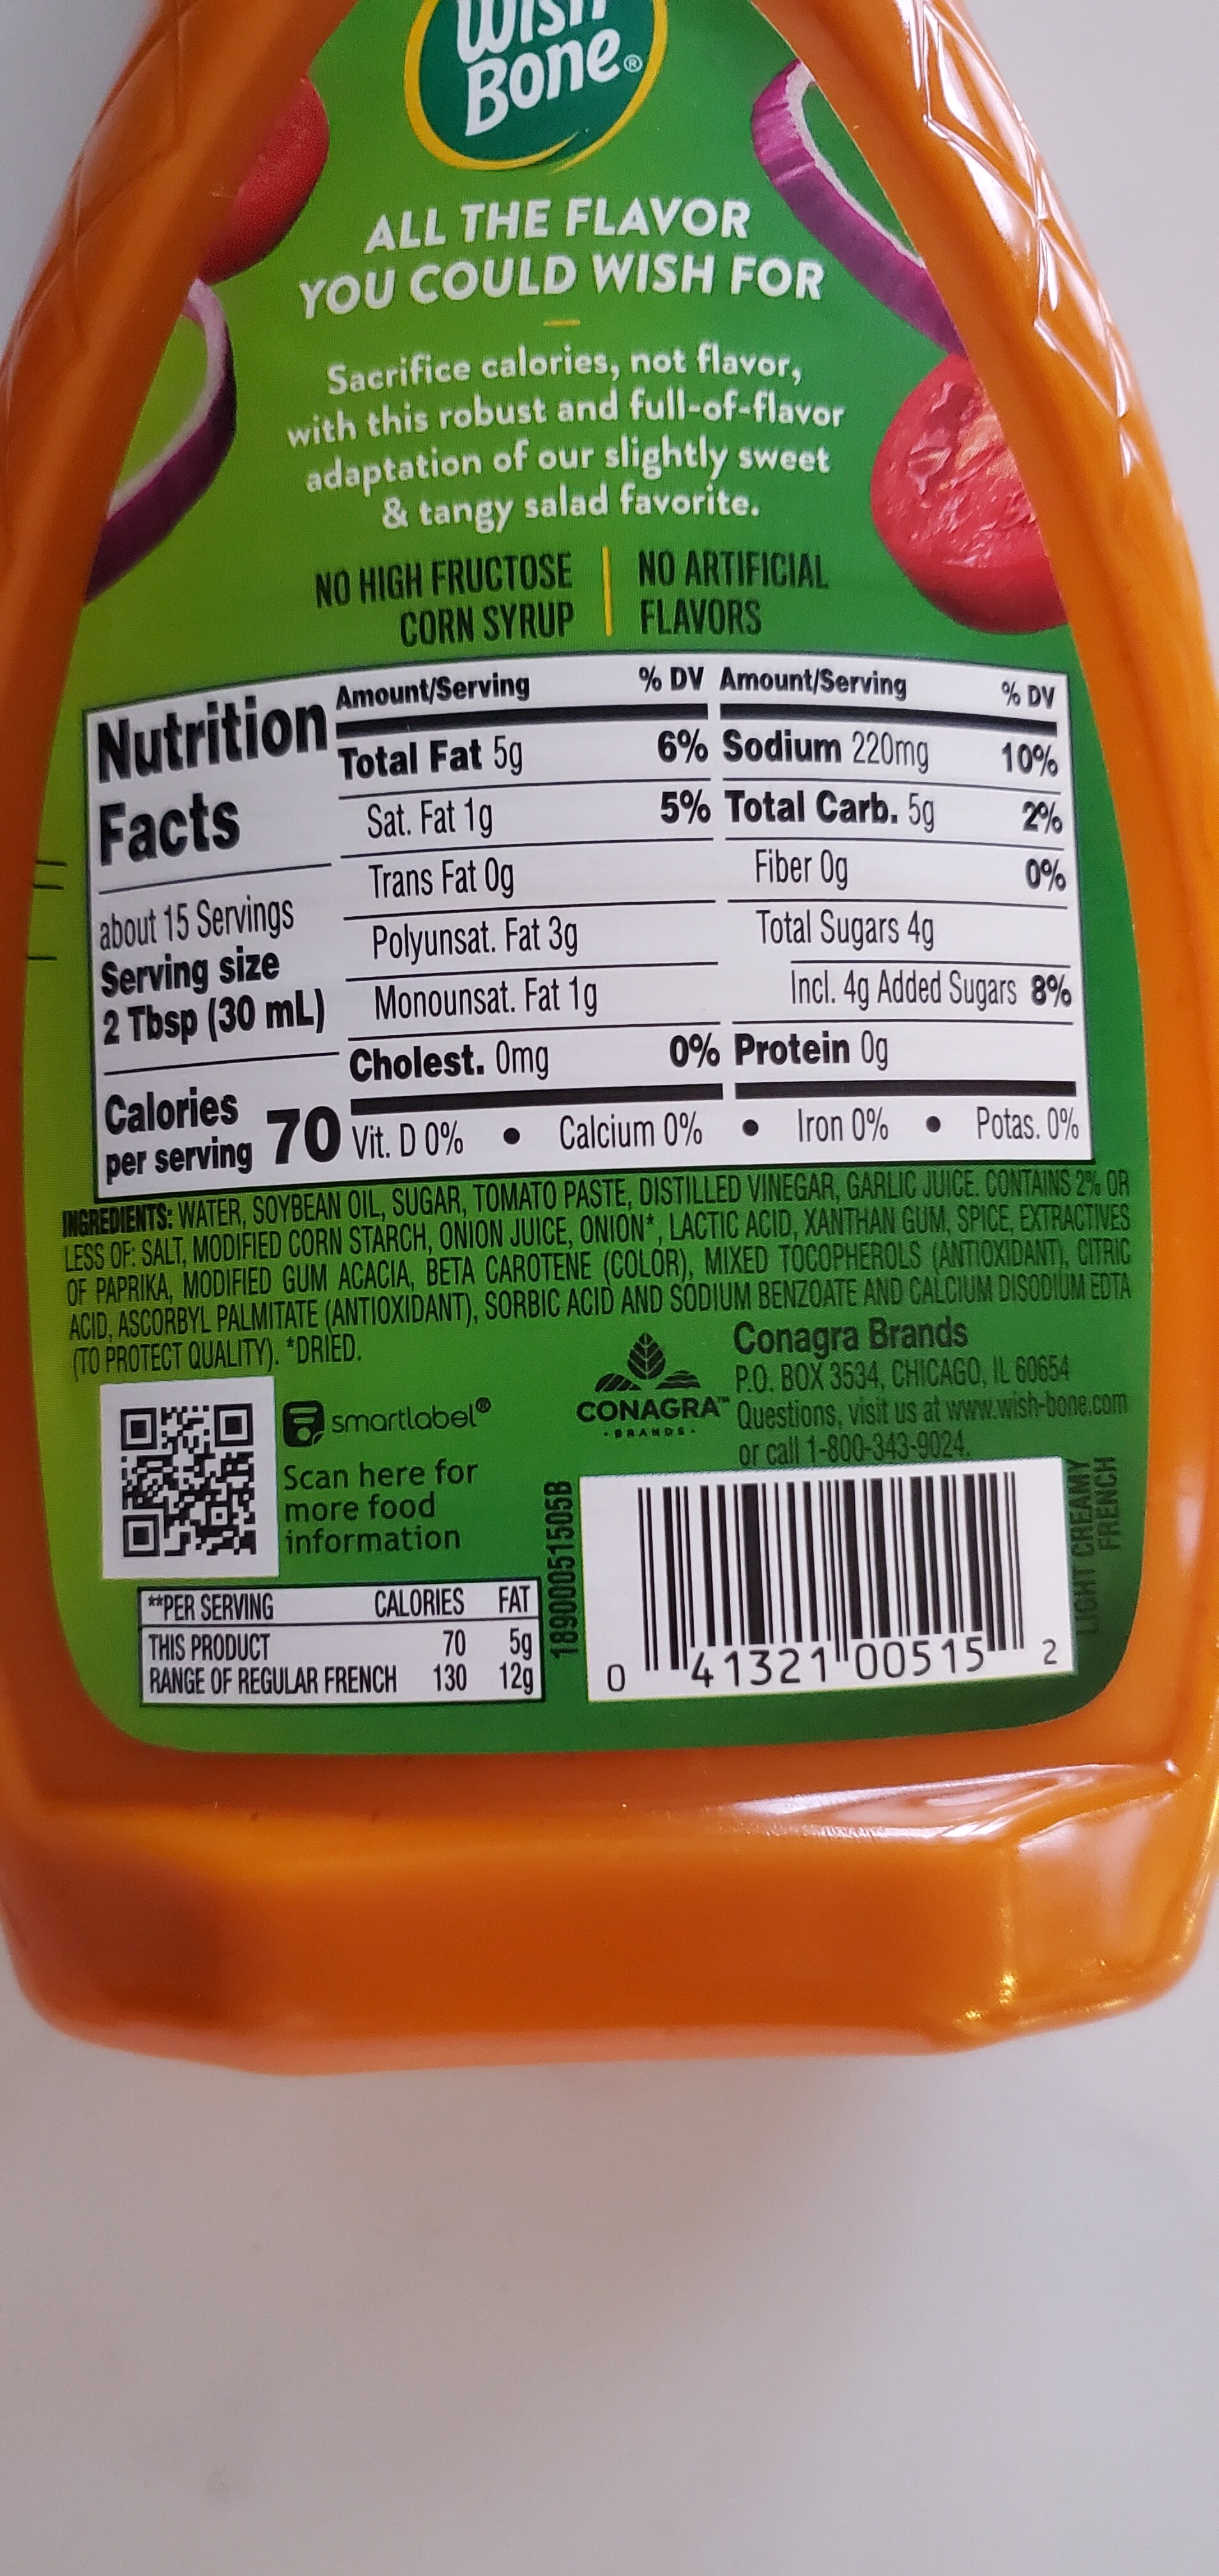 Wish
Bone®
ALL THE FLAVOR
YOU COULD WISH FOR
Sacrifice calories, not flavor,
with this robust and full-of-flavor
adaptation of our slightly sweet
& tangy salad favorite.
NO HIGH FRUCTOSE
CORN SYRUP
NO ARTIFICIAL
FLAVORS
Nutrition
Facts
about 15 Servings
Serving size
2 Tbsp (30 mL)
Calories
per serving 70
Amount/Serving % DV
Total Fat 5g 6%
Sat. Fat 1g 5%
Trans Fat 0g
Polyunsat. Fat 3g
Monounsat. Fat 1g
Cholest. 0mg 0%
Amount/Serving % DV
Sodium 220mg 10%
Total Carb. 5g 2%
Fiber 0g 0%
Total Sugars 4g
Incl. 4g Added Sugars 8%
Protein 0g
Vit. D 0% • Calcium 0% • Iron 0% • Potas. 0%
INGREDIENTS: WATER, SOYBEAN OIL, SUGAR, TOMATO PASTE, DISTILLED VINEGAR, GARLIC JUICE. CONTAINS 2% OR
LESS OF: SALT, MODIFIED CORN STARCH, ONION JUICE, ONION*, LACTIC ACID, XANTHAN GUM, SPICE, EXTRACTIVES
OF PAPRIKA, MODIFIED GUM ACACIA, BETA CAROTENE (COLOR), MIXED TOCOPHEROLS (ANTIOXIDANT), CITRIC
ACID, ASCORBYL PALMITATE (ANTIOXIDANT), SORBIC ACID AND SODIUM BENZOATE AND CALCIUM DISODIUM EDTA
(TO PROTECT QUALITY). *DRIED.
smartlabel®
Scan here for
more food
information
CONAGRA™
BRANDS
Conagra Brands
P.O. BOX 3534, CHICAGO, IL 60654
Questions, visit us at www.wish-bone.com
or call 1-800-343-9024.
**PER SERVING CALORIES FAT
THIS PRODUCT 70 5g
RANGE OF REGULAR FRENCH 130 12g
1890051505B
0 41321 00515 2
LIGHT CREAMY
FRENCH